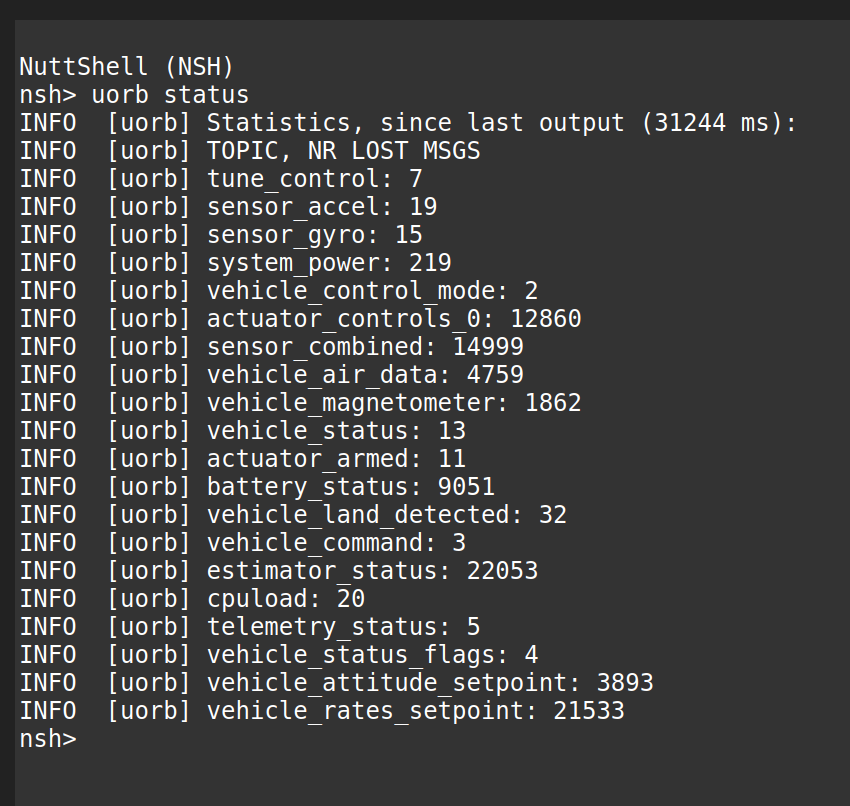 NuttShell (NSH)
nsh> uorb status
INFO  [uorb] Statistics, since last output (31244 ms):
INFO  [uorb] TOPIC, NR LOST MSGS
INFO  [uorb] tune_control: 7
INFO  [uorb] sensor_accel: 19
INFO  [uorb] sensor_gyro: 15
INFO  [uorb] system_power: 219
INFO  [uorb] vehicle_control_mode: 2
INFO  [uorb] actuator_controls_0: 12860
INFO  [uorb] sensor_combined: 14999
INFO  [uorb] vehicle_air_data: 4759
INFO  [uorb] vehicle_magnetometer: 1862
INFO  [uorb] vehicle_status: 13
INFO  [uorb] actuator_armed: 11
INFO  [uorb] battery_status: 9051
INFO  [uorb] vehicle_land_detected: 32
INFO  [uorb] vehicle_command: 3
INFO  [uorb] estimator_status: 22053
INFO  [uorb] cpuload: 20
INFO  [uorb] telemetry_status: 5
INFO  [uorb] vehicle_status_flags: 4
INFO  [uorb] vehicle_attitude_setpoint: 3893
INFO  [uorb] vehicle_rates_setpoint: 21533
nsh>